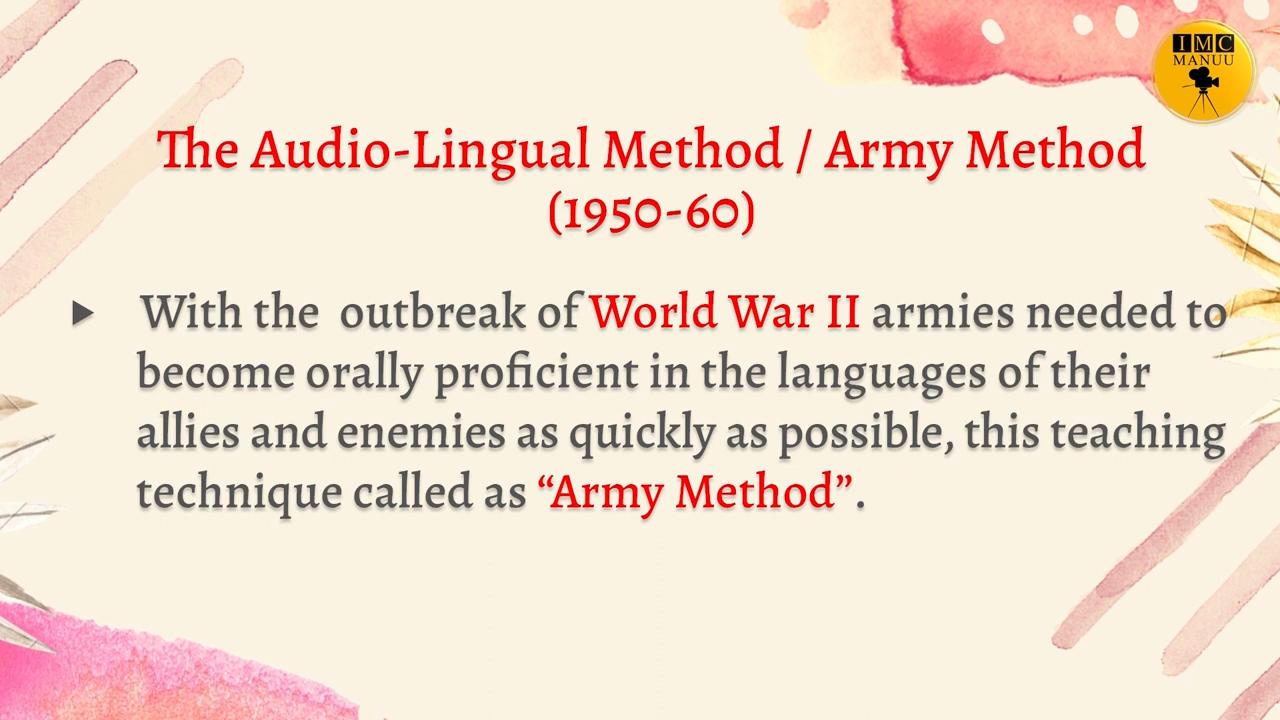 IMC
MANUU
The Audio-Lingual Method / Army Method
(1950-60)
With the outbreak of World War II armies needed to
become orally proficient in the languages of their
allies and enemies as quickly as possible, this teaching
technique called as “Army Method”.